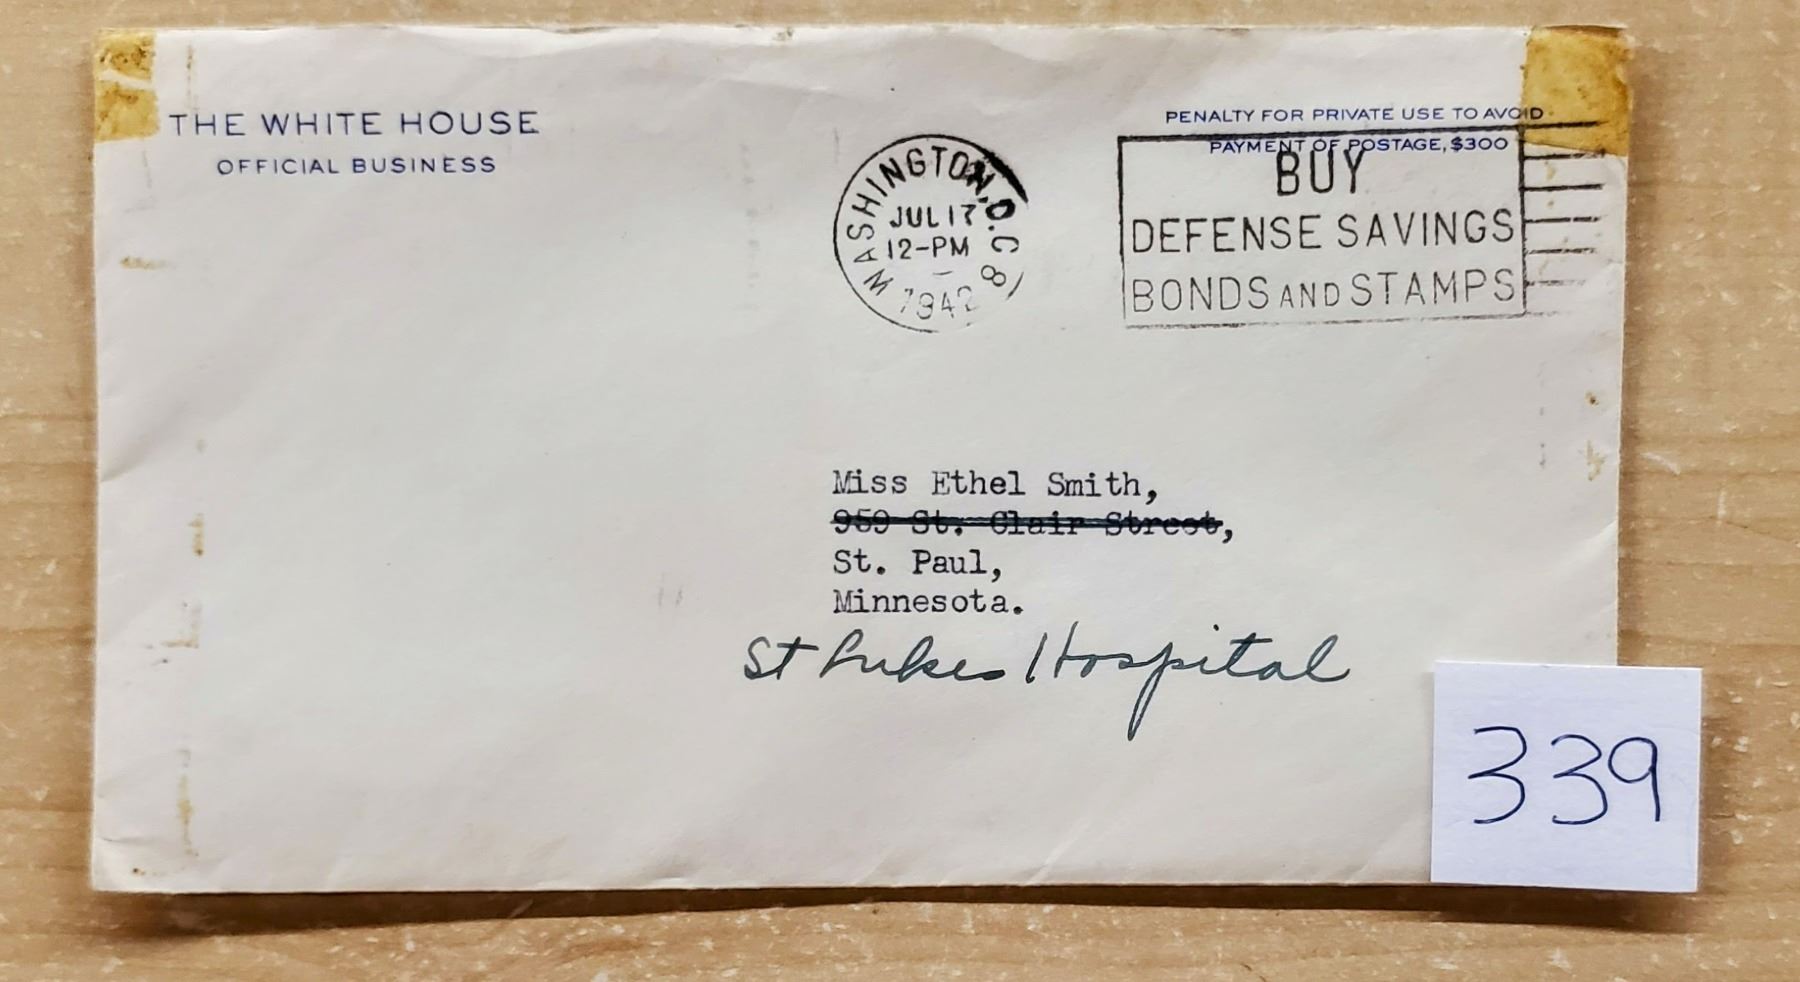 THE WHITE HOUSE
OFFICIAL BUSINESS
PENALTY FOR PRIVATE USE TO AVOID
PAYMENT OF POSTAGE, $300
WASHINGTON, D.C. 8
JUL 17
12-PM
1942
BUY
DEFENSE SAVINGS
BONDS AND STAMPS
Miss Ethel Smith,
959 St. Clair Street,
St. Paul,
Minnesota.
St Lukes Hospital
339